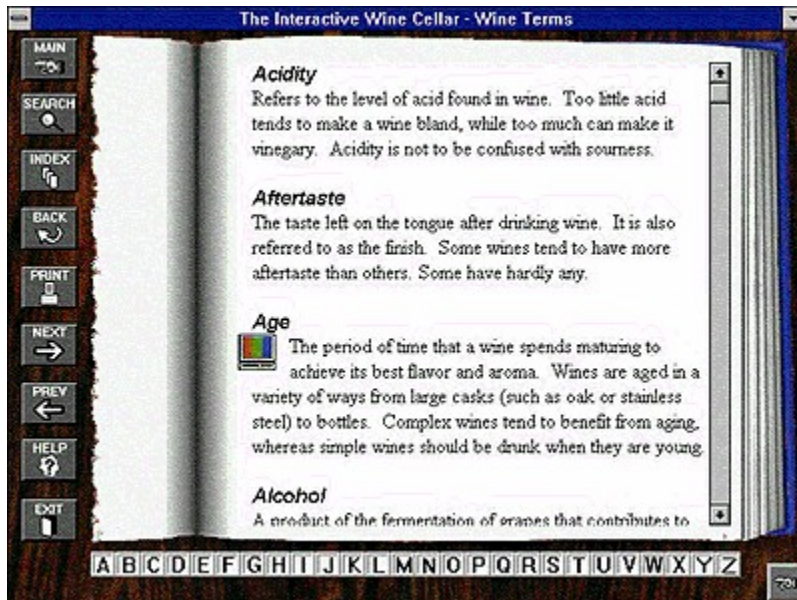 The Interactive Wine Cellar - Wine Terms
MAIN
SEARCH
INDEX
BACK
PRINT
NEXT
PREV
HELP
EXIT
Acidity
Refers to the level of acid found in wine. Too little acid
tends to make a wine bland, while too much can make it
vinegary. Acidity is not to be confused with sourness.
Aftertaste
The taste left on the tongue after drinking wine. It is also
referred to as the finish. Some wines tend to have more
aftertaste than others. Some have hardly any.
Age
The period of time that a wine spends maturing to
achieve its best flavor and aroma. Wines are aged in a
variety of ways from large casks (such as oak or stainless
steel) to bottles. Complex wines tend to benefit from aging,
whereas simple wines should be drunk when they are young.
Alcohol
A product of the fermentation of grapes that contributes to
A B C D E F G H I J K L M N O P Q R S T U V W X Y Z